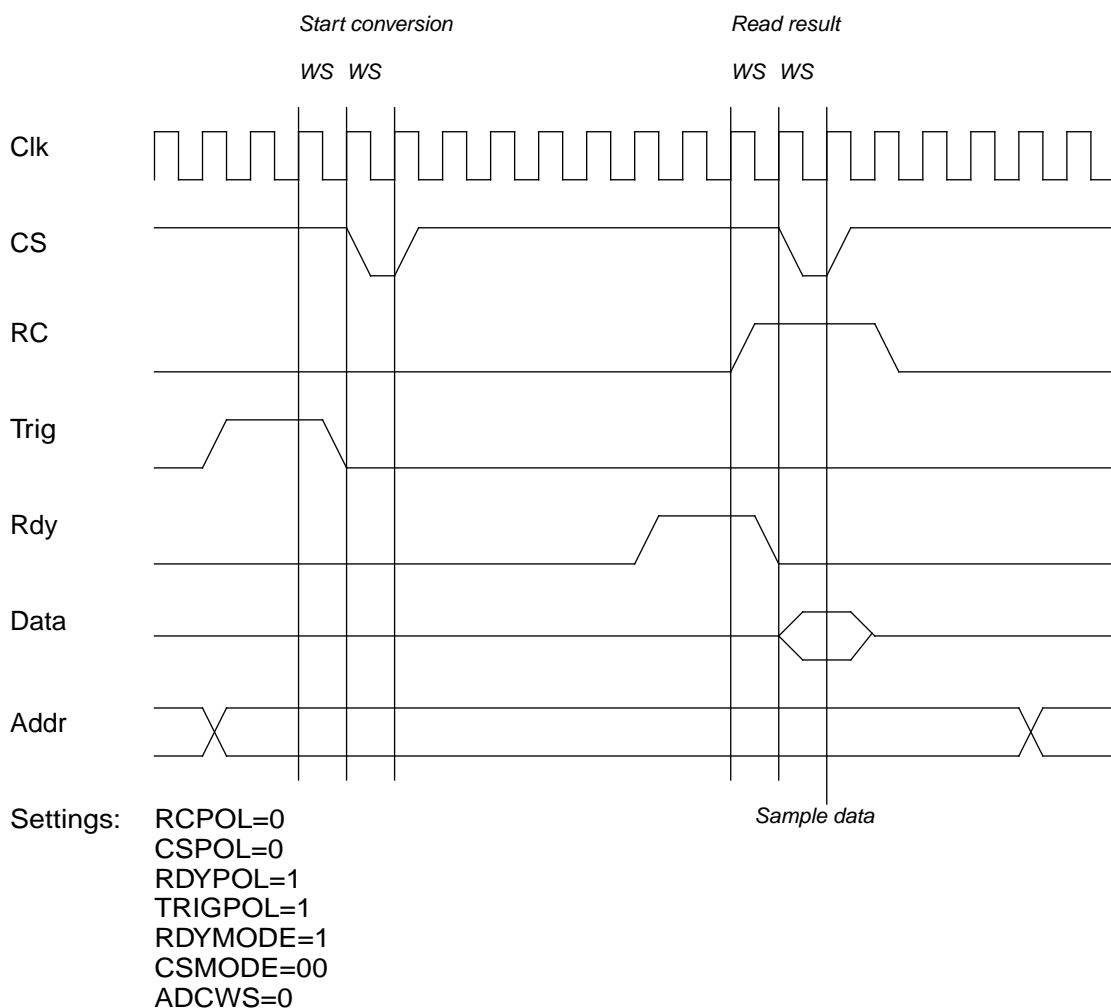 Start conversion Read result
WS WS WS WS
Clk
CS
RC
Trig
Rdy
Data
Addr
Sample data
Settings: RCPOL=0
CSPOL=0
RDYPOL=1
TRIGPOL=1
RDYMODE=1
CSMODE=00
ADCWS=0